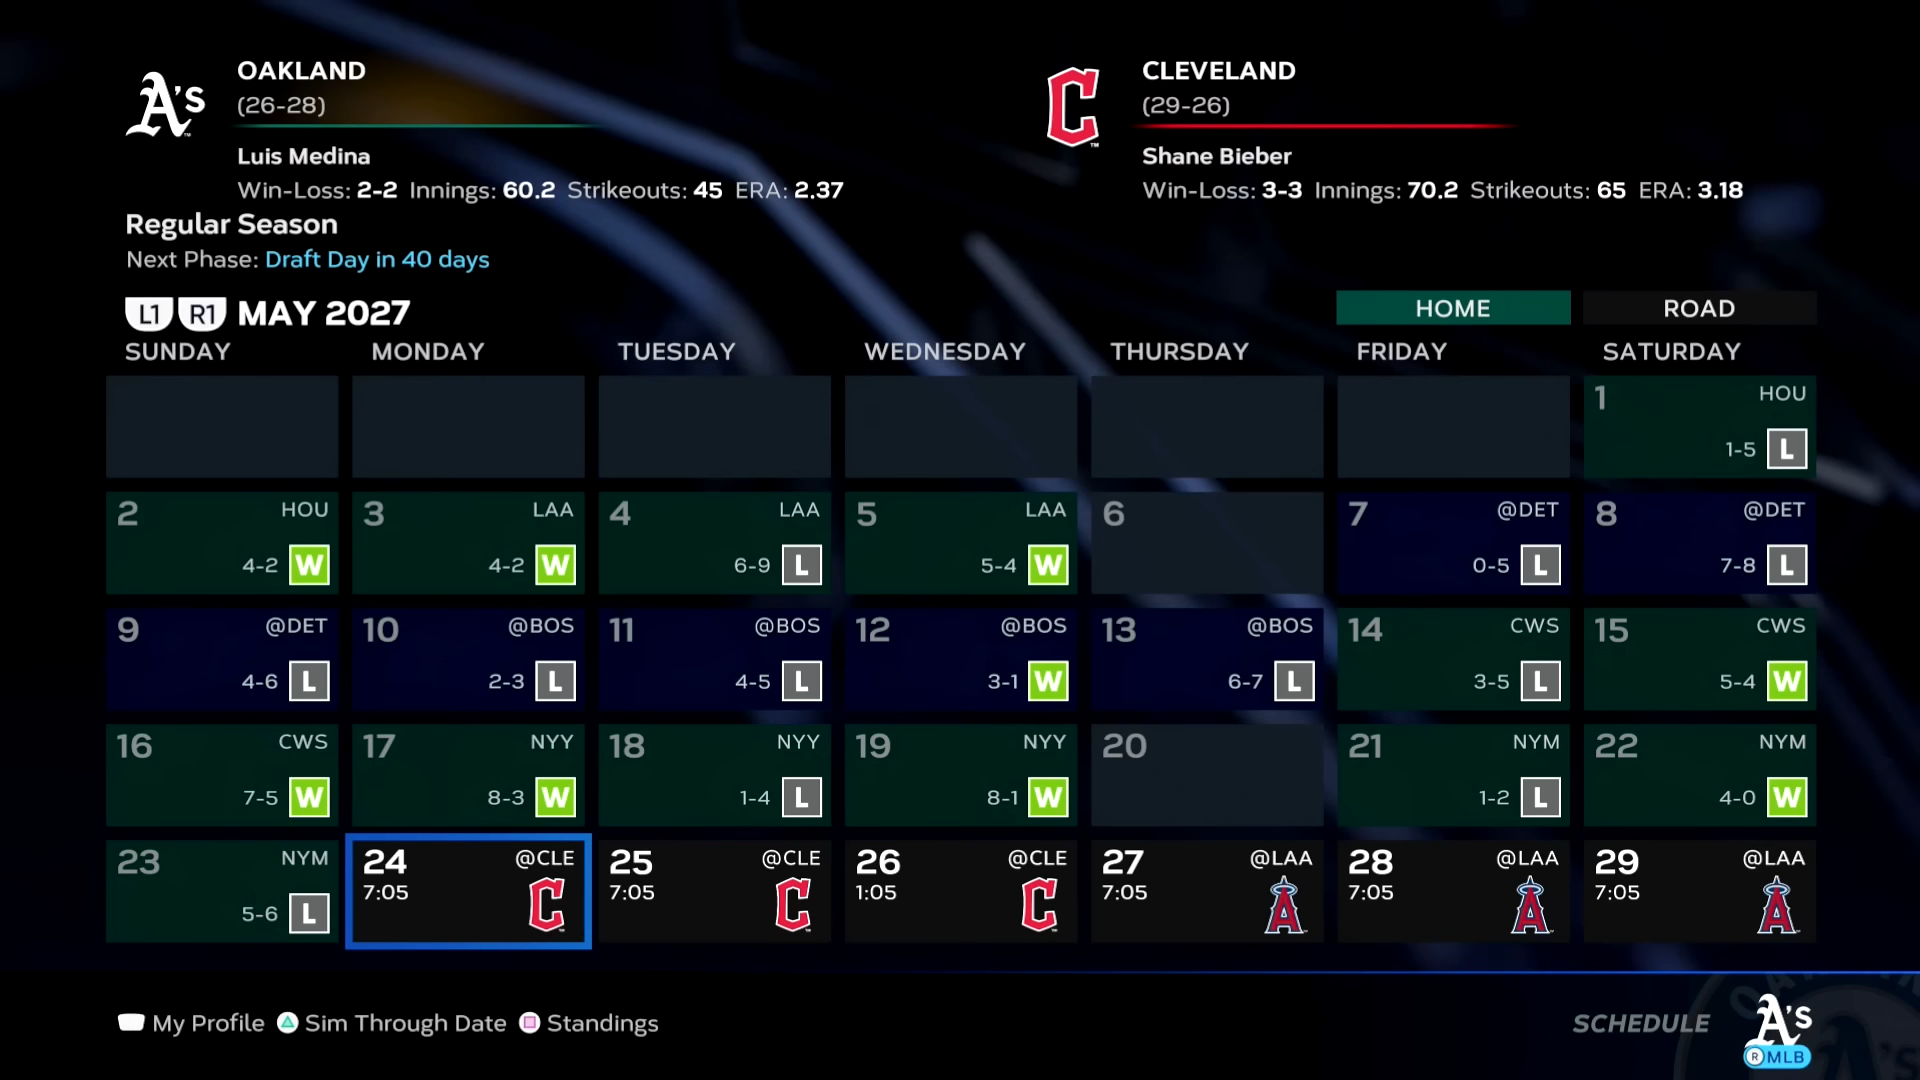 A's OAKLAND
(26-28)
Luis Medina
Win-Loss: 2-2 Innings: 60.2 Strikeouts: 45 ERA: 2.37
C CLEVELAND
(29-26)
Shane Bieber
Win-Loss: 3-3 Innings: 70.2 Strikeouts: 65 ERA: 3.18
Regular Season
Next Phase: Draft Day in 40 days
L1 R1 MAY 2027
HOME ROAD
SUNDAY MONDAY TUESDAY WEDNESDAY THURSDAY FRIDAY SATURDAY
1 HOU
1-5 L
2 HOU 3 LAA 4 LAA 5 LAA 6 7 @DET 8 @DET
4-2 W 4-2 W 6-9 L 5-4 W 0-5 L 7-8 L
9 @DET 10 @BOS 11 @BOS 12 @BOS 13 @BOS 14 CWS 15 CWS
4-6 L 2-3 L 4-5 L 3-1 W 6-7 L 3-5 L 5-4 W
16 CWS 17 NYY 18 NYY 19 NYY 20 21 NYM 22 NYM
7-5 W 8-3 W 1-4 L 8-1 W 1-2 L 4-0 W
23 NYM 24 @CLE 25 @CLE 26 @CLE 27 @LAA 28 @LAA 29 @LAA
5-6 L 7:05 C 7:05 C 1:05 C 7:05 A 7:05 A 7:05 A
My Profile Sim Through Date Standings
SCHEDULE A's
R MLB